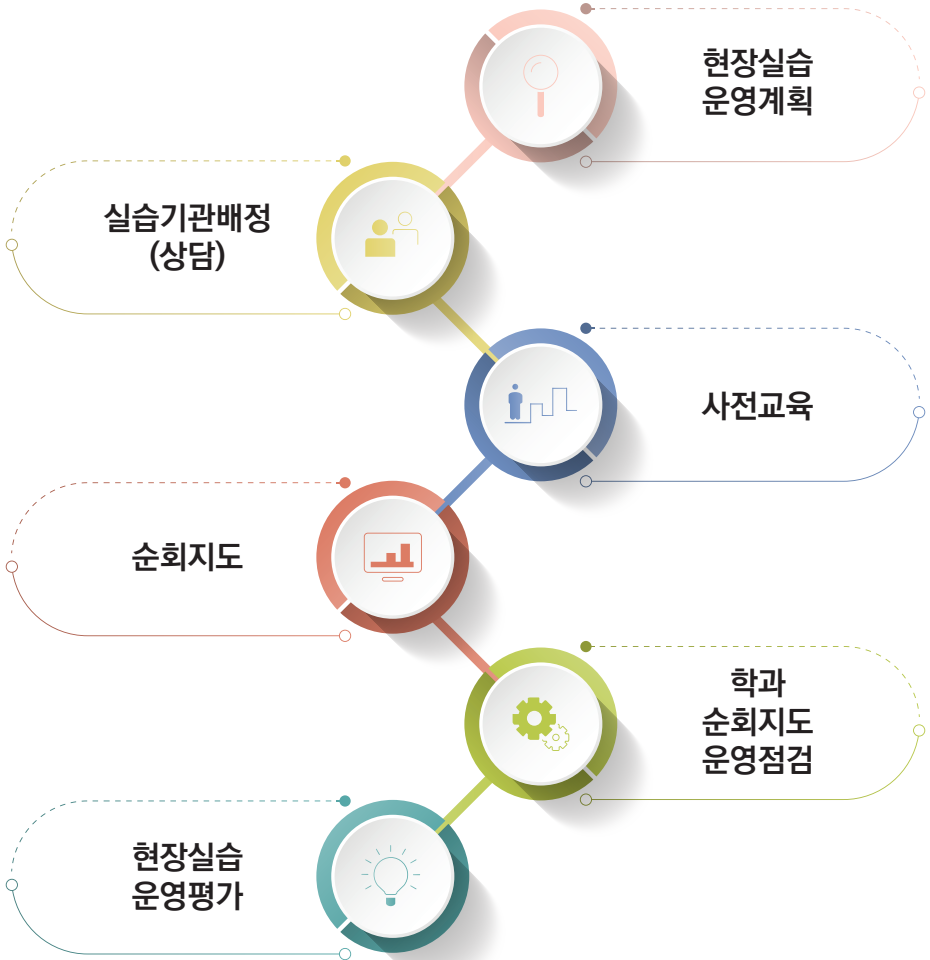 현장실습
운영계획
실습기관배정
(상담)
사전교육
순회지도
학과
순회지도
운영점검
현장실습
운영평가